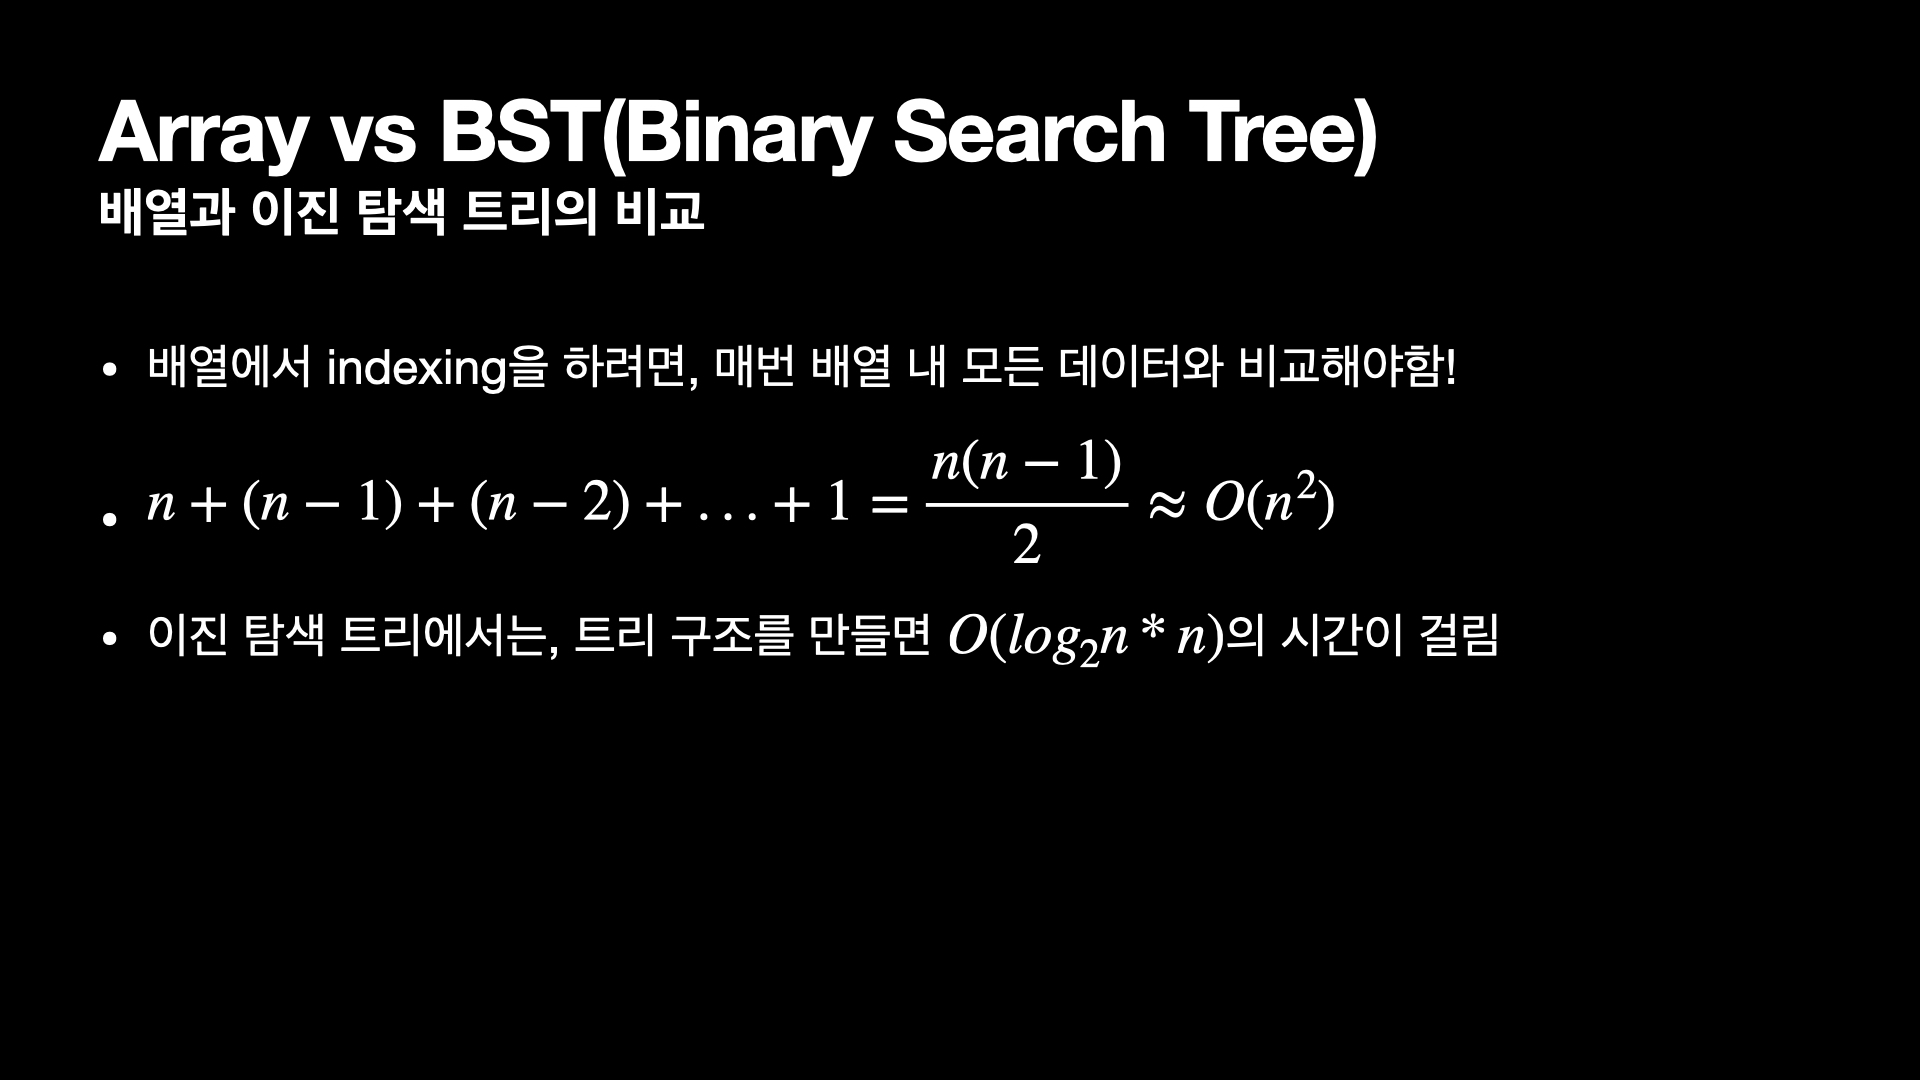 Array vs BST(Binary Search Tree)
배열과 이진 탐색 트리의 비교
• 배열에서 indexing을 하려면, 매번 배열 내 모든 데이터와 비교해야함!
• n + (n − 1) + (n − 2) + . . . + 1 = n(n − 1)/2 ≈ O(n²)
• 이진 탐색 트리에서는, 트리 구조를 만들면 O(log₂n * n)의 시간이 걸림